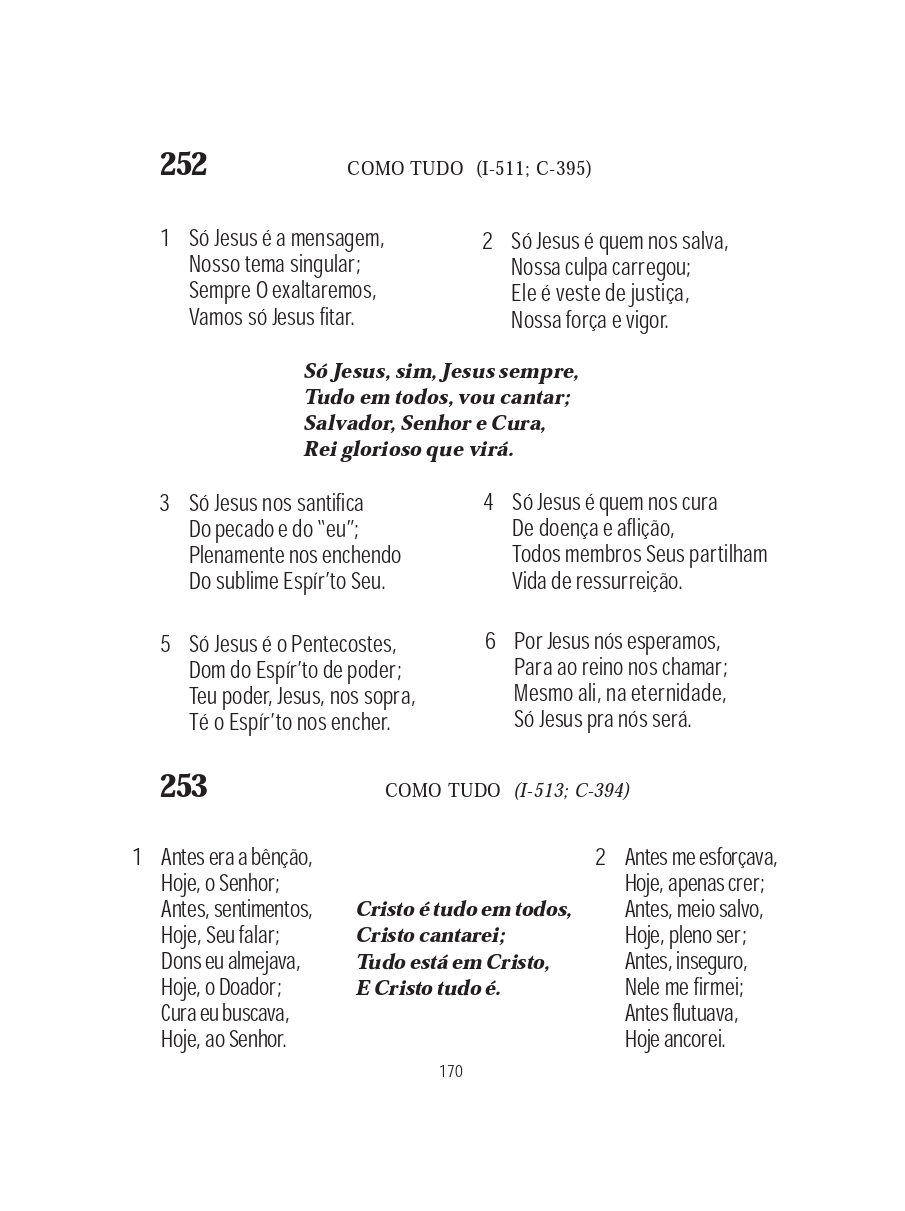 252
COMO TUDO (I-511; C-395)
1 Só Jesus é a mensagem,
Nosso tema singular;
Sempre O exaltaremos,
Vamos só Jesus fitar.
2 Só Jesus é quem nos salva,
Nossa culpa carregou;
Ele é veste de justiça,
Nossa força e vigor.
Só Jesus, sim, Jesus sempre,
Tudo em todos, vou cantar;
Salvador, Senhor e Cura,
Rei glorioso que virá.
3 Só Jesus nos santifica
Do pecado e do “eu”;
Plenamente nos enchendo
Do sublime Espír’to Seu.
4 Só Jesus é quem nos cura
De doença e aflição,
Todos membros Seus partilham
Vida de ressurreição.
5 Só Jesus é o Pentecostes,
Dom do Espír’to de poder;
Teu poder, Jesus, nos sopra,
Té o Espír’to nos encher.
6 Por Jesus nós esperamos,
Para ao reino nos chamar;
Mesmo ali, na eternidade,
Só Jesus pra nós será.
253
COMO TUDO (I-513; C-394)
1 Antes era a bênção,
Hoje, o Senhor;
Antes, sentimentos,
Hoje, Seu falar;
Dons eu almejava,
Hoje, o Doador;
Cura eu buscava,
Hoje, ao Senhor.
Cristo é tudo em todos,
Cristo cantarei;
Tudo está em Cristo,
E Cristo tudo é.
2 Antes me esforçava,
Hoje, apenas crer;
Antes, meio salvo,
Hoje, pleno ser;
Antes, inseguro,
Nele me firmei;
Antes flutuava,
Hoje ancorei.
170